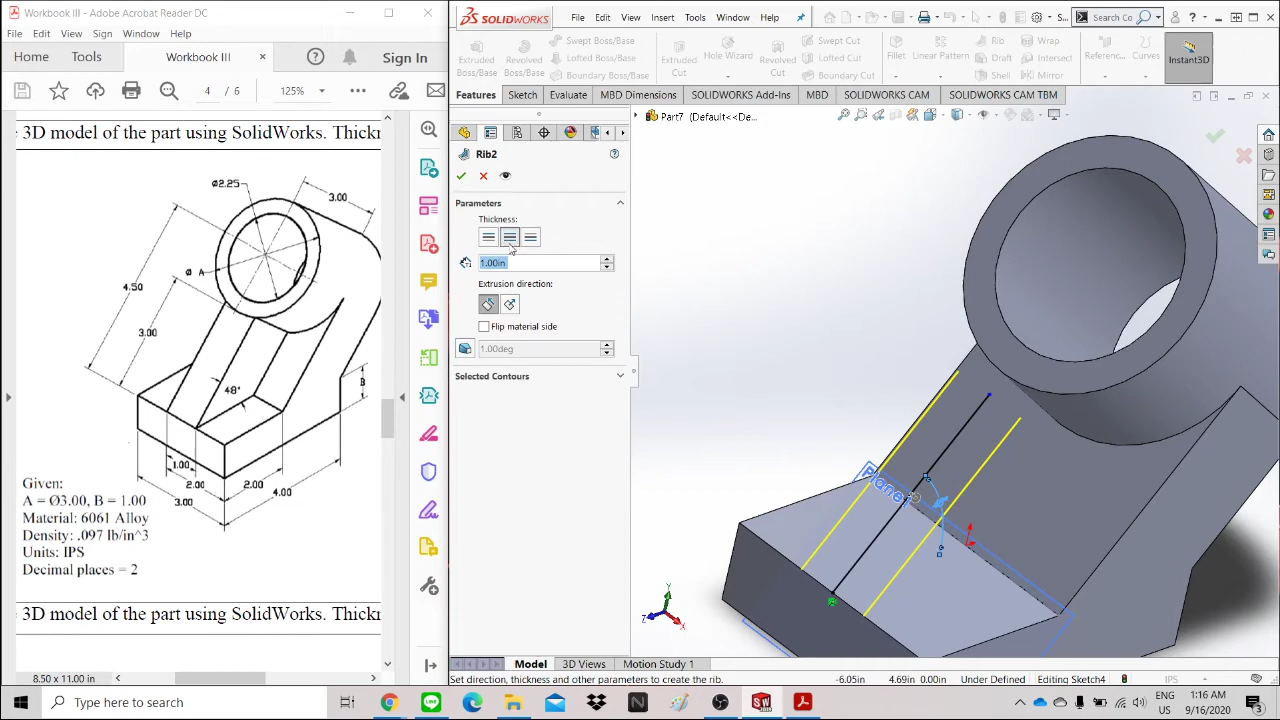 Workbook III - Adobe Acrobat Reader DC
File Edit View Sign Window Help
Home Tools Workbook III × Sign In
4 / 6 125%
3D model of the part using SolidWorks. Thickn
Ø2.25
3.00
Ø A
4.50
3.00
48°
B
1.00
2.00
2.00
3.00
4.00
Given:
A = Ø3.00, B = 1.00
Material: 6061 Alloy
Density: .097 lb/in^3
Units: IPS
Decimal places = 2
3D model of the part using SolidWorks. Thickn
8.50 x 11.00 in
SOLIDWORKS File Edit View Insert Tools Window Help Search Co
Extruded Boss/Base
Revolved Boss/Base
Swept Boss/Base
Lofted Boss/Base
Boundary Boss/Base
Extruded Cut
Hole Wizard
Revolved Cut
Swept Cut
Lofted Cut
Boundary Cut
Fillet
Linear Pattern
Rib
Draft
Shell
Wrap
Intersect
Mirror
Referenc...
Curves
Instant3D
Features Sketch Evaluate MBD Dimensions SOLIDWORKS Add-Ins MBD SOLIDWORKS CAM SOLIDWORKS CAM TBM
Part7 (Default<<De...
Rib2
Parameters
Thickness:
1.00in
Extrusion direction:
Flip material side
1.00deg
Selected Contours
Y
Z
X
Model 3D Views Motion Study 1
Set direction, thickness and other parameters to create the rib.
-6.05in 4.69in 0.00in Under Defined Editing Sketch4 IPS
Type here to search
ENG
US
1:16 AM
9/16/2020
3